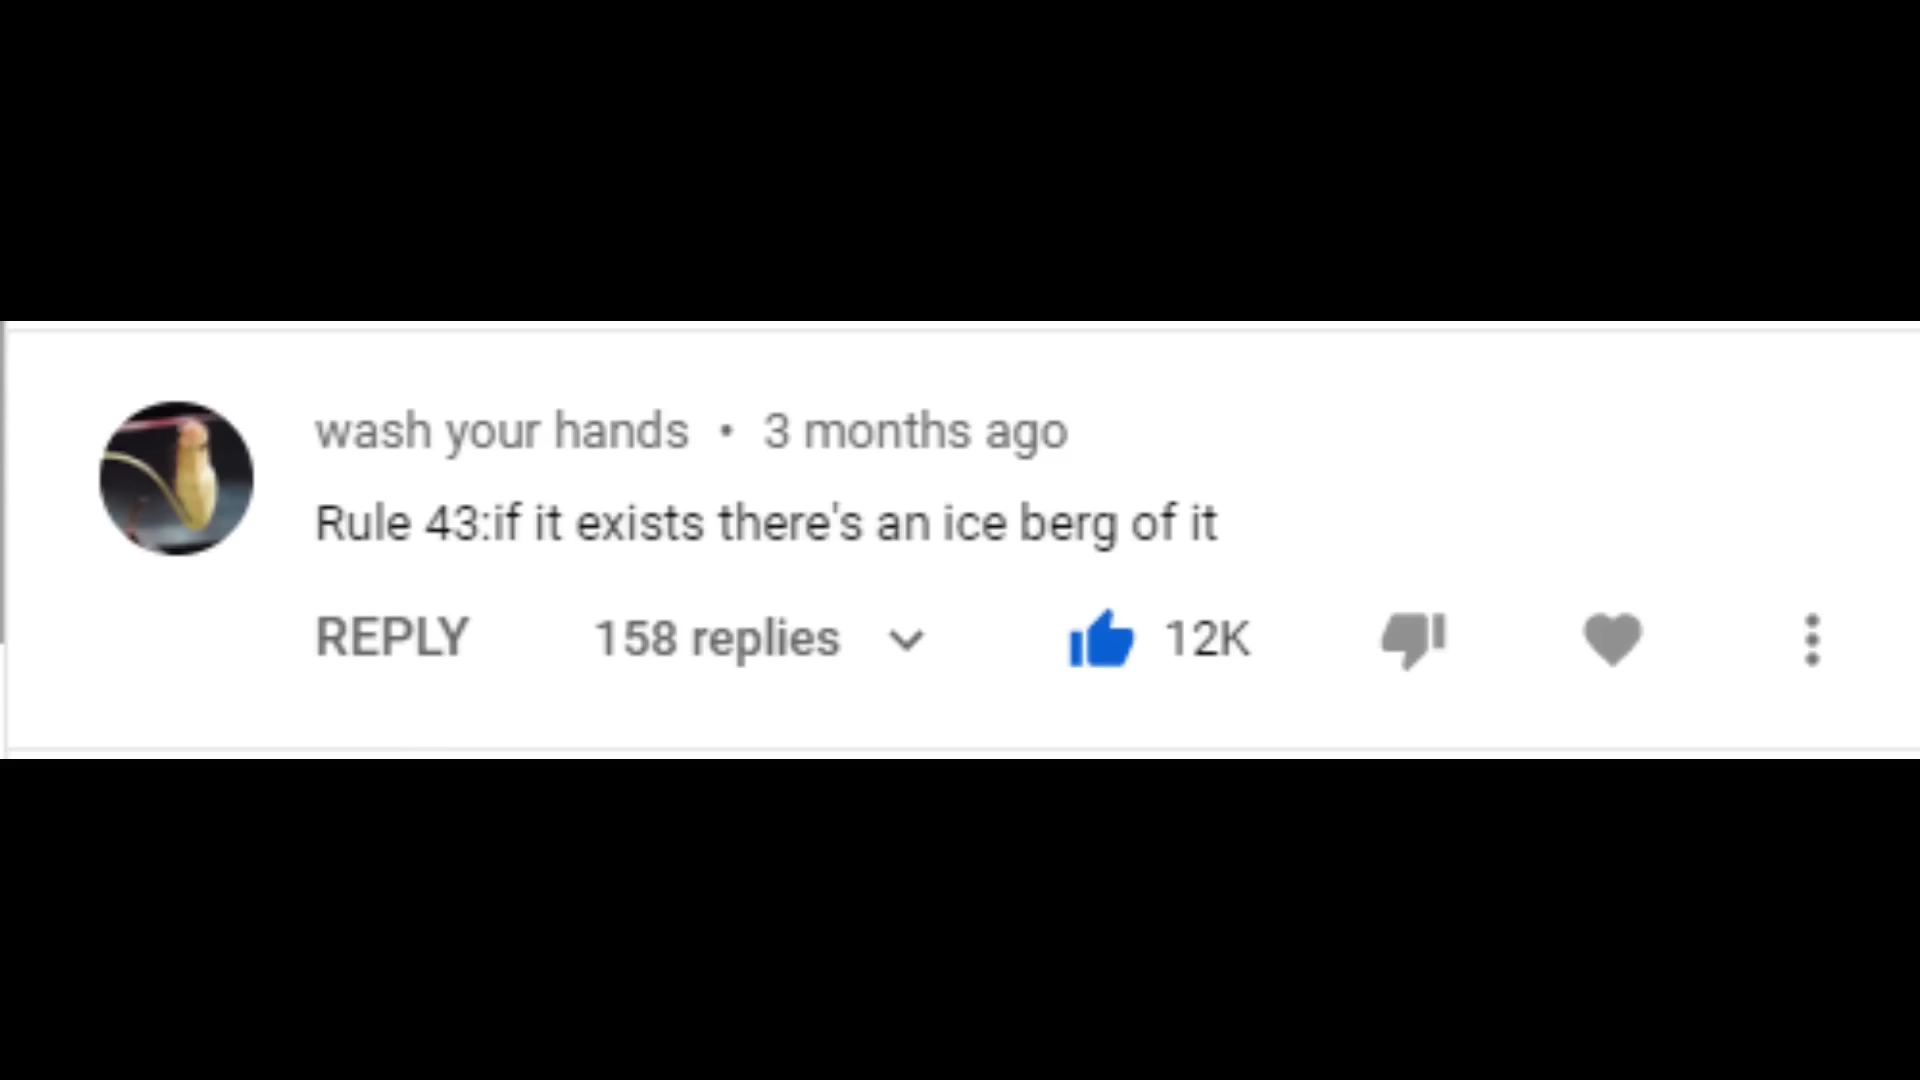 wash your hands • 3 months ago
Rule 43:if it exists there's an ice berg of it
REPLY 158 replies 12K